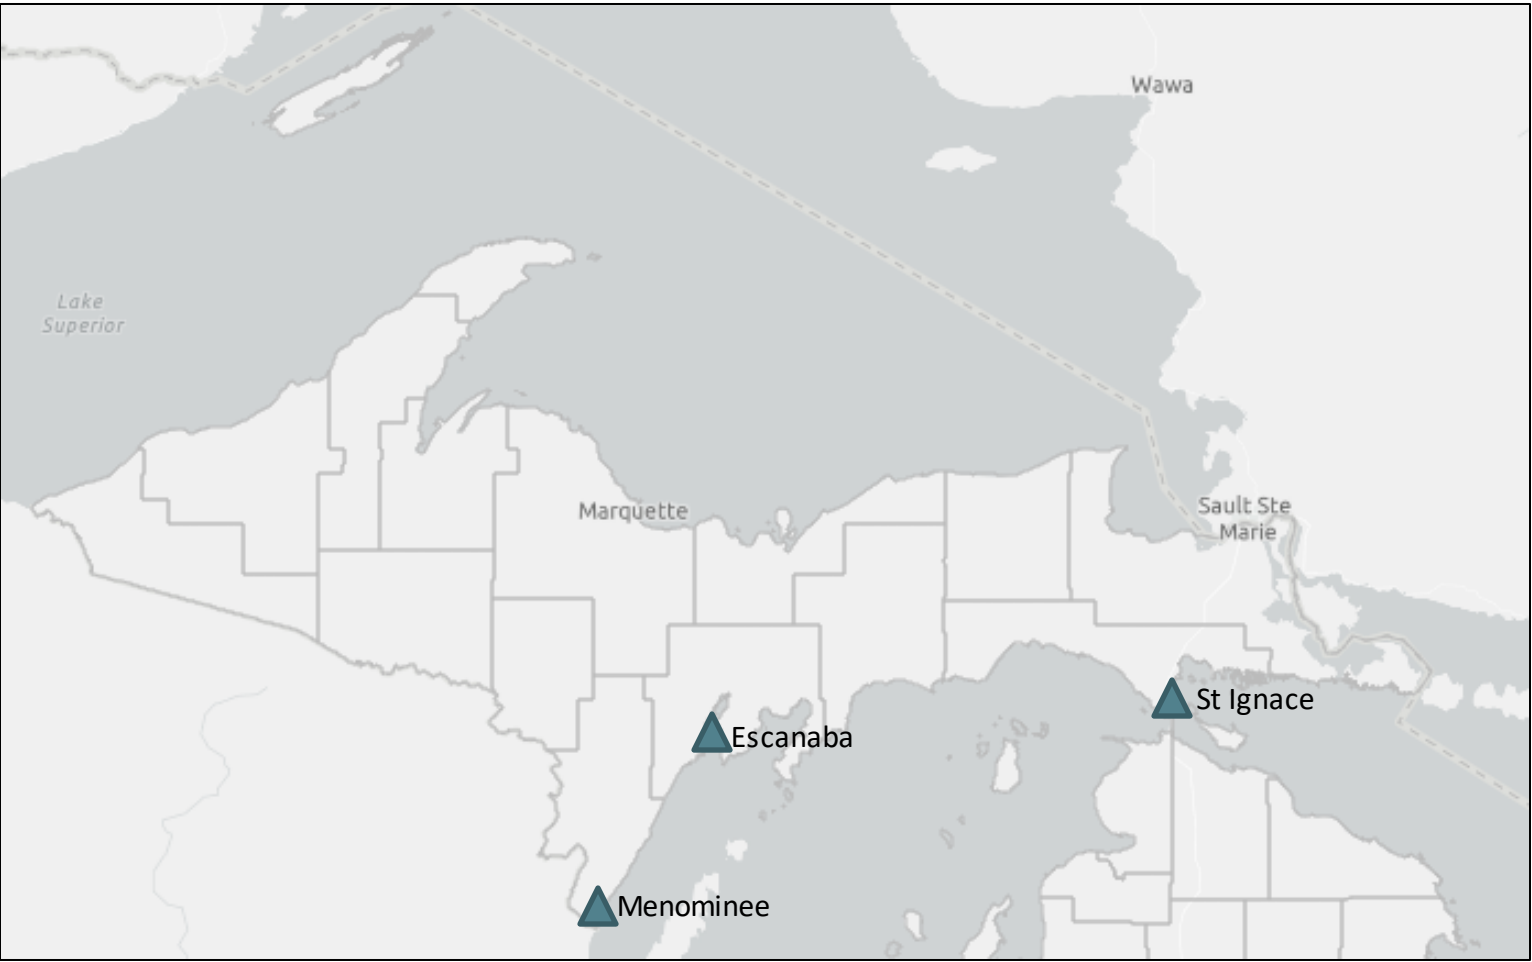 Wawa
Lake
Superior
Marquette
Sault Ste
Marie
St Ignace
Escanaba
Menominee